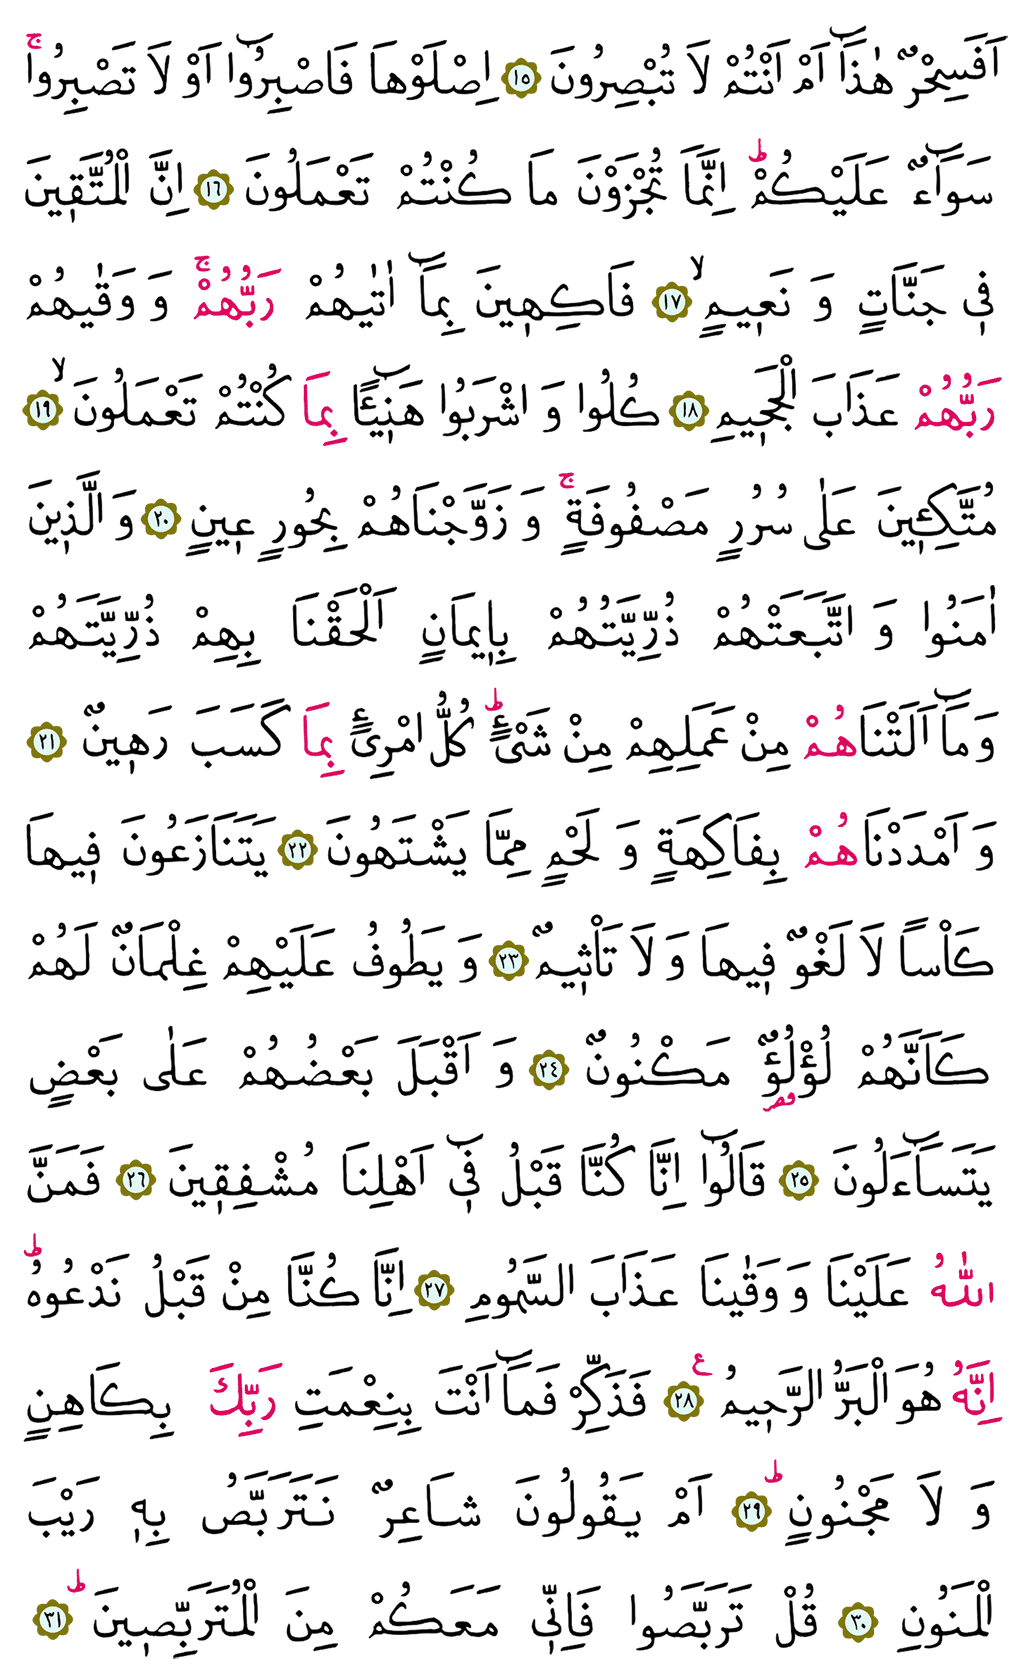 اَفَسِحْرٌ هٰذَٓا اَمْ اَنْتُمْ لَا تُبْصِرُونَ ﴿١٥﴾ اِصْلَوْهَا فَاصْبِرُٓوا اَوْ لَا تَصْبِرُواۚ
سَوَٓاءٌ عَلَيْكُمْۜ اِنَّمَا تُجْزَوْنَ مَا كُنْتُمْ تَعْمَلُونَ ﴿١٦﴾ اِنَّ الْمُتَّقٖينَ
فٖي جَنَّاتٍ وَ نَعٖيمٍۙ ﴿١٧﴾ فَاكِهٖينَ بِمَٓا اٰتٰيهُمْ رَبُّهُمْۚ وَ وَقٰيهُمْ
رَبُّهُمْ عَذَابَ الْجَحٖيمِ ﴿١٨﴾ كُلُوا وَ اشْرَبُوا هَنٖٓيـًٔا بِمَا كُنْتُمْ تَعْمَلُونَۙ ﴿١٩﴾
مُتَّكِـٖٔينَ عَلٰى سُرُرٍ مَصْفُوفَةٍۚ وَ زَوَّجْنَاهُمْ بِحُورٍ عٖينٍ ﴿٢٠﴾ وَ الَّذٖينَ
اٰمَنُوا وَ اتَّبَعَتْهُمْ ذُرِّيَّتُهُمْ بِاٖيمَانٍ اَلْحَقْنَا بِهِمْ ذُرِّيَّتَهُمْ
وَ مَٓا اَلَتْنَاهُمْ مِنْ عَمَلِهِمْ مِنْ شَیْءٍۜ كُلُّ امْرِئٍ بِمَا كَسَبَ رَهٖينٌ ﴿٢١﴾
وَ اَمْدَدْنَاهُمْ بِفَاكِهَةٍ وَ لَحْمٍ مِمَّا يَشْتَهُونَ ﴿٢٢﴾ يَتَنَازَعُونَ فٖيهَا
كَاْساً لَا لَغْوٌ فٖيهَا وَ لَا تَاْثٖيمٌ ﴿٢٣﴾ وَ يَطُوفُ عَلَيْهِمْ غِلْمَانٌ لَهُمْ
كَاَنَّهُمْ لُؤْلُؤٌ مَكْنُونٌ ﴿٢٤﴾ وَ اَقْبَلَ بَعْضُهُمْ عَلٰى بَعْضٍ
يَتَسَٓاءَلُونَ ﴿٢٥﴾ قَالُٓوا اِنَّا كُنَّا قَبْلُ فٖٓي اَهْلِنَا مُشْفِقٖينَ ﴿٢٦﴾ فَمَنَّ
اللّٰهُ عَلَيْنَا وَ وَقٰينَا عَذَابَ السَّمُومِ ﴿٢٧﴾ اِنَّا كُنَّا مِنْ قَبْلُ نَدْعُوهُۜ
اِنَّهُ هُوَ الْبَرُّ الرَّحٖيمُ ﴿٢٨﴾ع فَذَكِّرْ فَمَٓا اَنْتَ بِنِعْمَتِ رَبِّكَ بِكَاهِنٍ
وَ لَا مَجْنُونٍۜ ﴿٢٩﴾ اَمْ يَقُولُونَ شَاعِرٌ نَتَرَبَّصُ بِهٖ رَيْبَ
الْمَنُونِ ﴿٣٠﴾ قُلْ تَرَبَّصُوا فَاِنّٖي مَعَكُمْ مِنَ الْمُتَرَبِّصٖينَۜ ﴿٣١﴾